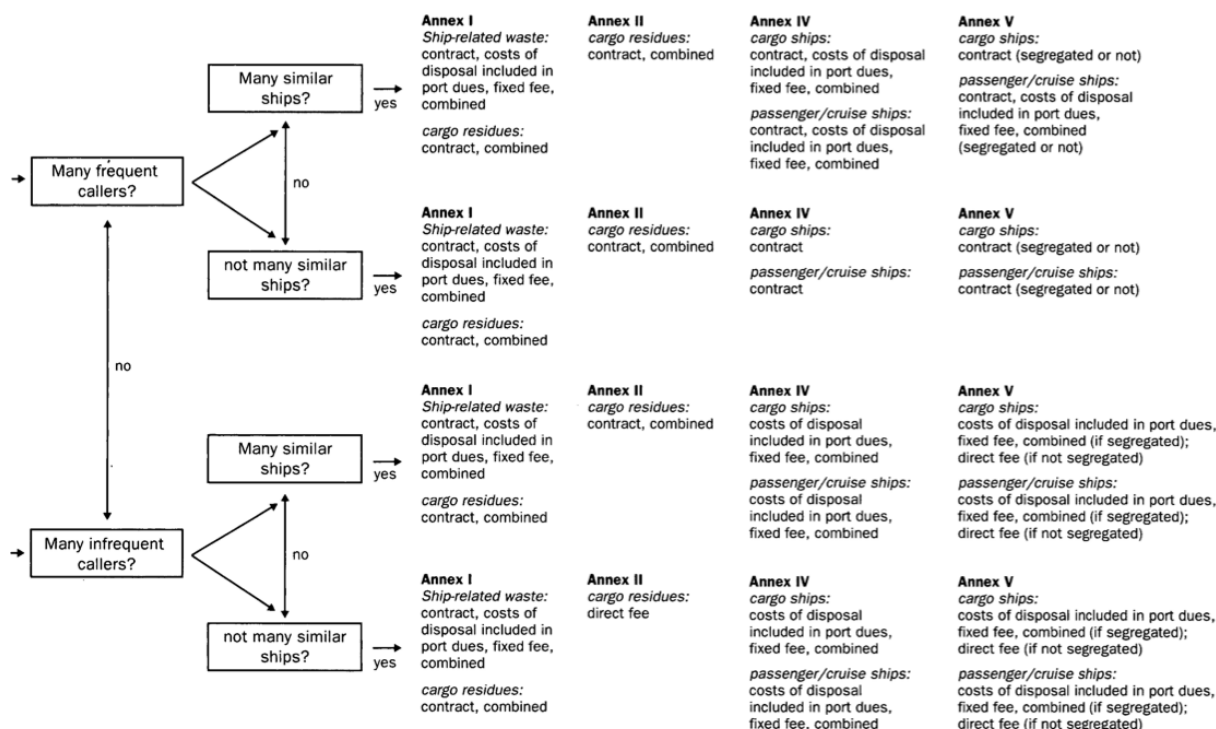 Many frequent
callers?
Many similar
ships?
yes
no
not many similar
ships?
yes
Annex I
Ship-related waste:
contract, costs of
disposal included in
port dues, fixed fee,
combined
cargo residues:
contract, combined
Annex II
cargo residues:
contract, combined
Annex IV
cargo ships:
contract, costs of disposal
included in port dues,
fixed fee, combined
passenger/cruise ships:
contract, costs of disposal
included in port dues,
fixed fee, combined
Annex V
cargo ships:
contract (segregated or not)
passenger/cruise ships:
contract, costs of disposal
included in port dues,
fixed fee, combined
(segregated or not)
Annex I
Ship-related waste:
contract, costs of
disposal included in
port dues, fixed fee,
combined
cargo residues:
contract, combined
Annex II
cargo residues:
contract, combined
Annex IV
cargo ships:
contract
passenger/cruise ships:
contract
Annex V
cargo ships:
contract (segregated or not)
passenger/cruise ships:
contract (segregated or not)
no
Many infrequent
callers?
Many similar
ships?
yes
no
not many similar
ships?
yes
Annex I
Ship-related waste:
contract, costs of
disposal included in
port dues, fixed fee,
combined
cargo residues:
contract, combined
Annex II
cargo residues:
contract, combined
Annex IV
cargo ships:
costs of disposal
included in port dues,
fixed fee, combined
passenger/cruise ships:
costs of disposal
included in port dues,
fixed fee, combined
Annex V
cargo ships:
costs of disposal included in port dues,
fixed fee, combined (if segregated);
direct fee (if not segregated)
passenger/cruise ships:
costs of disposal included in port dues,
fixed fee, combined (if segregated);
direct fee (if not segregated)
Annex I
Ship-related waste:
contract, costs of
disposal included in
port dues, fixed fee,
combined
cargo residues:
contract, combined
Annex II
cargo residues:
direct fee
Annex IV
cargo ships:
costs of disposal
included in port dues,
fixed fee, combined
passenger/cruise ships:
costs of disposal
included in port dues,
fixed fee, combined
Annex V
cargo ships:
costs of disposal included in port dues,
fixed fee, combined (if segregated);
direct fee (if not segregated)
passenger/cruise ships:
costs of disposal included in port dues,
fixed fee, combined (if segregated);
direct fee (if not segregated)